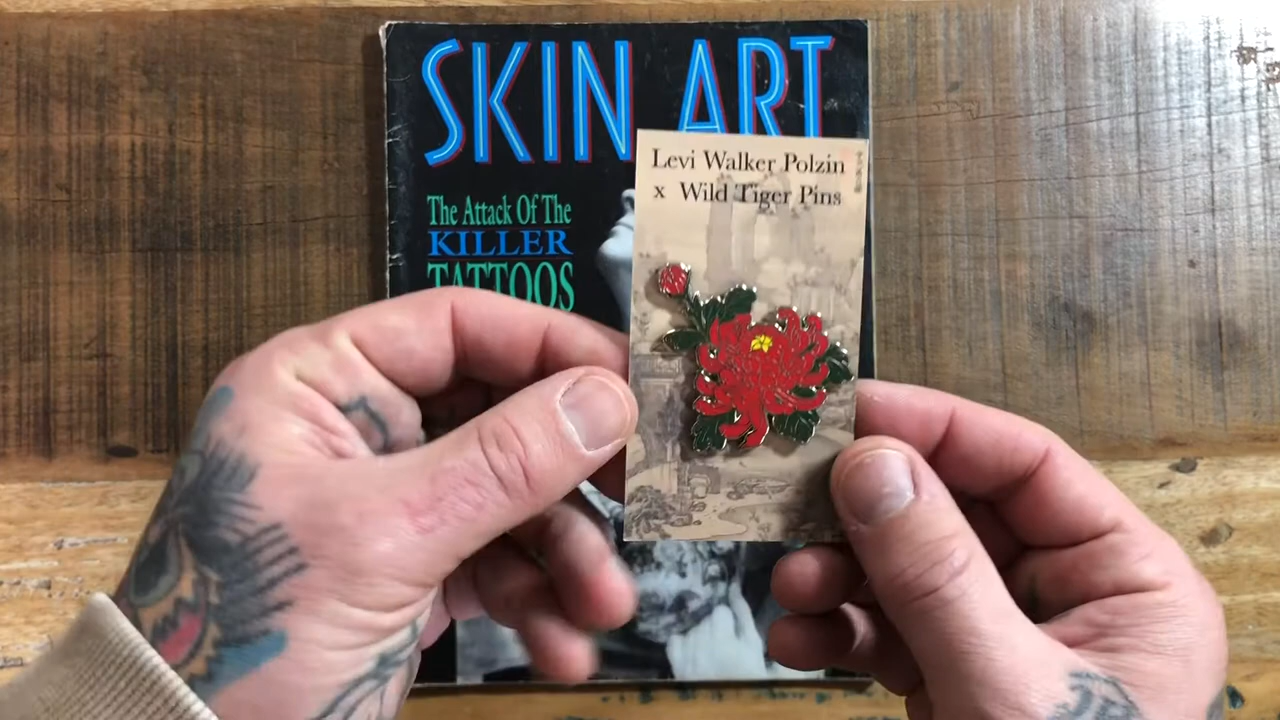 SKIN ART
The Attack Of The
KILLER
TATTOOS
Levi Walker Polzin
x Wild Tiger Pins